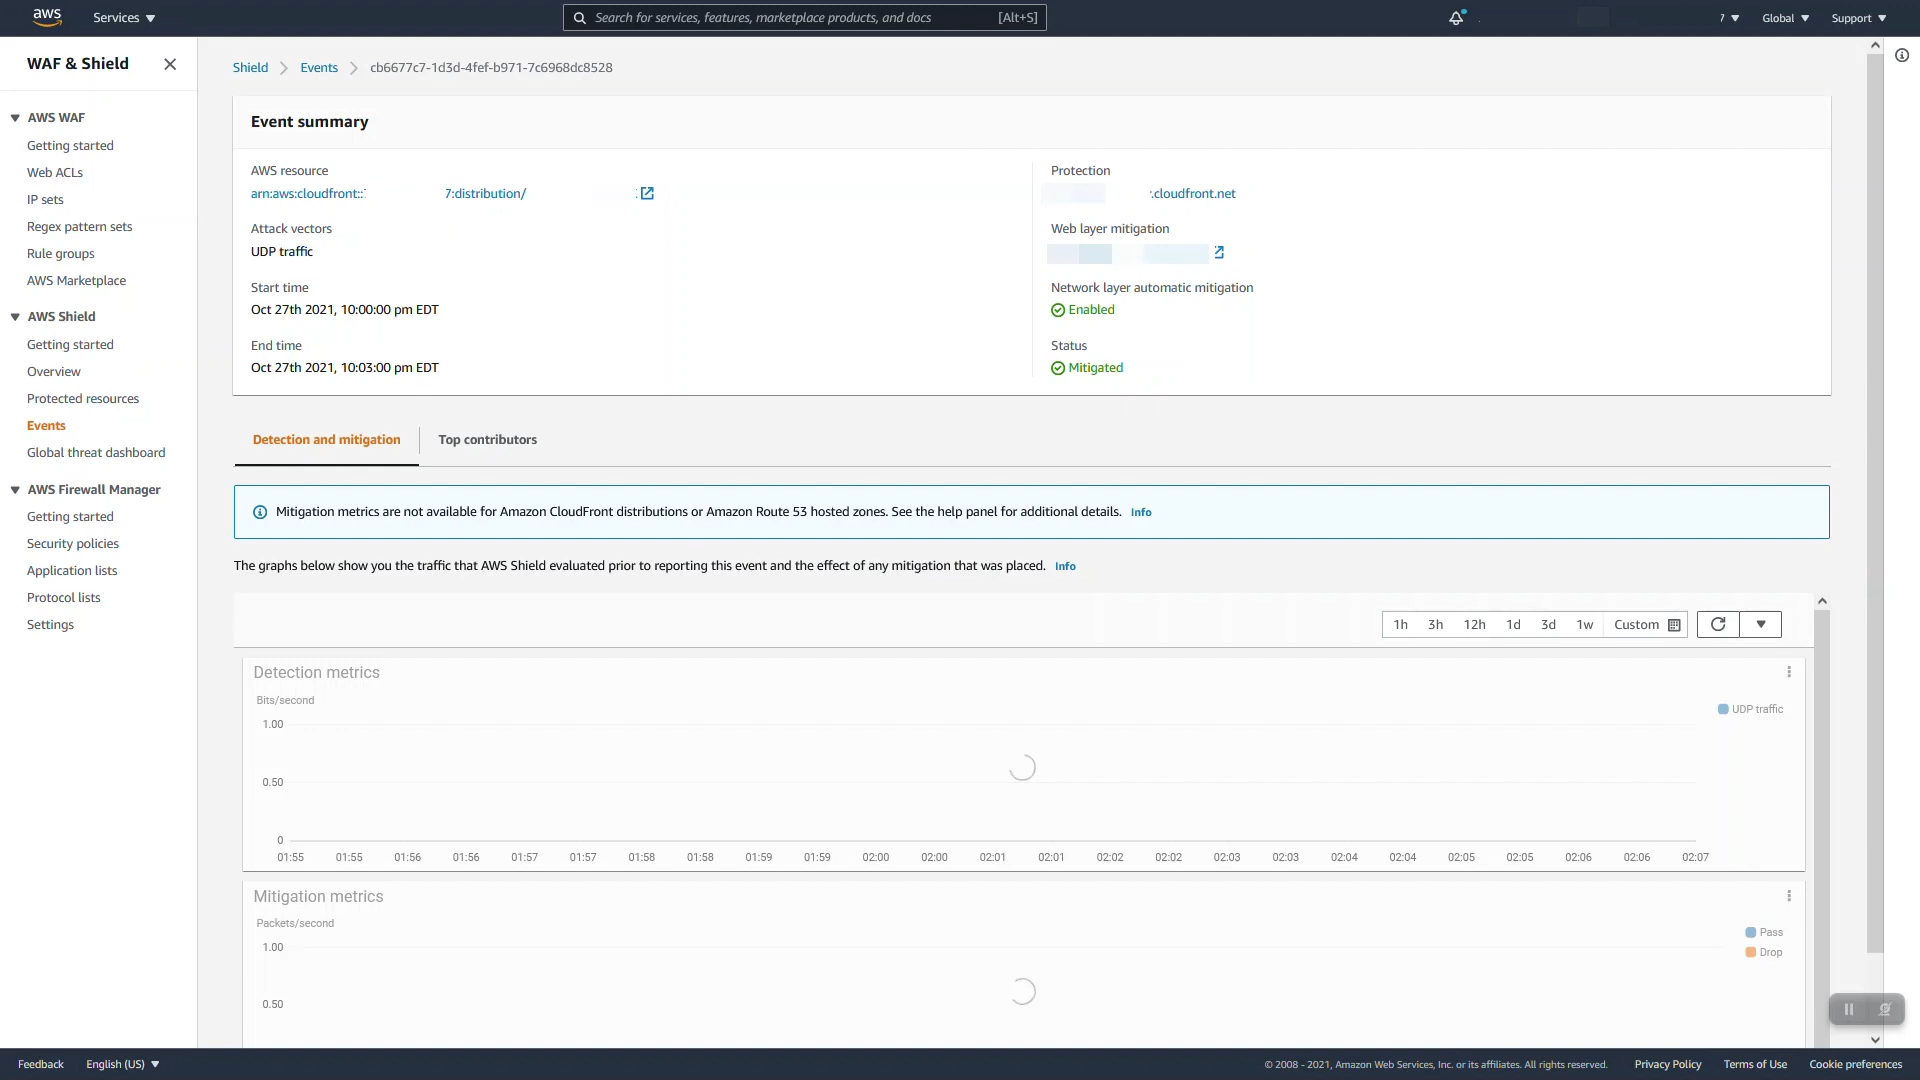 aws
Services
Search for services, features, marketplace products, and docs
[Alt+S]
7
Global
Support
WAF & Shield
AWS WAF
Getting started
Web ACLs
IP sets
Regex pattern sets
Rule groups
AWS Marketplace
AWS Shield
Getting started
Overview
Protected resources
Events
Global threat dashboard
AWS Firewall Manager
Getting started
Security policies
Application lists
Protocol lists
Settings
Shield
Events
cb6677c7-1d3d-4fef-b971-7c6968dc8528
Event summary
AWS resource
arn:aws:cloudfront:: 7:distribution/
Attack vectors
UDP traffic
Start time
Oct 27th 2021, 10:00:00 pm EDT
End time
Oct 27th 2021, 10:03:00 pm EDT
Protection
.cloudfront.net
Web layer mitigation
Network layer automatic mitigation
Enabled
Status
Mitigated
Detection and mitigation
Top contributors
Mitigation metrics are not available for Amazon CloudFront distributions or Amazon Route 53 hosted zones. See the help panel for additional details. Info
The graphs below show you the traffic that AWS Shield evaluated prior to reporting this event and the effect of any mitigation that was placed. Info
1h 3h 12h 1d 3d 1w Custom
Detection metrics
Bits/second
1.00
0.50
0
01:55 01:55 01:56 01:56 01:57 01:57 01:58 01:58 01:59 01:59 02:00 02:00 02:01 02:01 02:02 02:02 02:03 02:03 02:04 02:04 02:05 02:05 02:06 02:06 02:07
UDP traffic
Mitigation metrics
Packets/second
1.00
0.50
Pass
Drop
Feedback
English (US)
© 2008 - 2021, Amazon Web Services, Inc. or its affiliates. All rights reserved.
Privacy Policy
Terms of Use
Cookie preferences